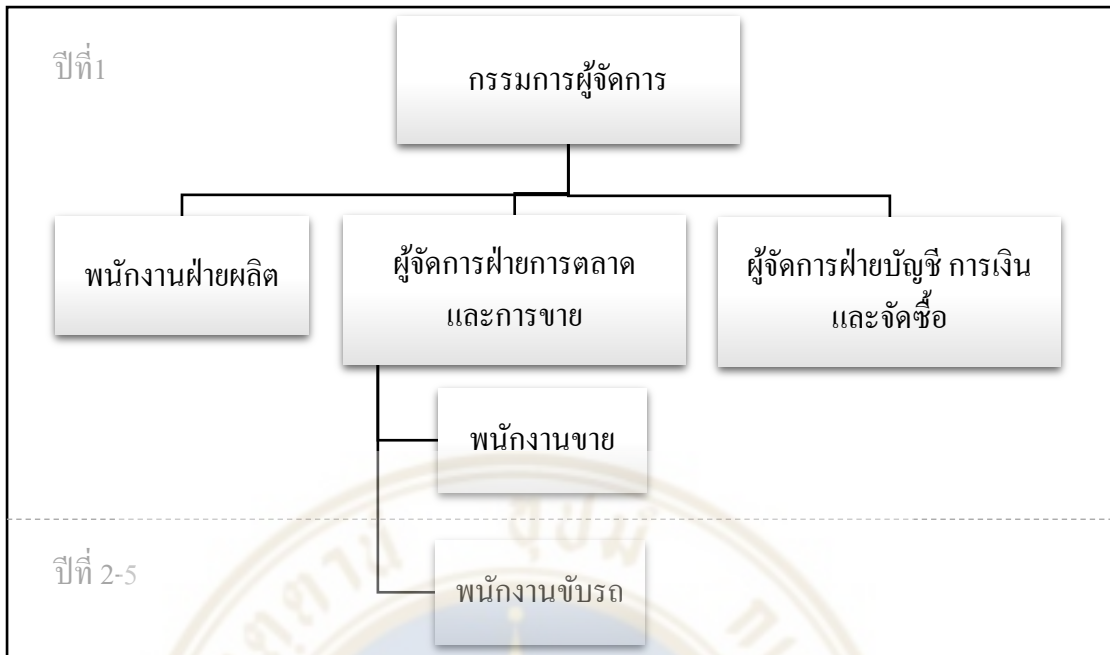 ปีที่1
กรรมการผู้จัดการ
พนักงานฝ่ายผลิต
ผู้จัดการฝ่ายการตลาด
และการขาย
ผู้จัดการฝ่ายบัญชี การเงิน
และจัดซื้อ
พนักงานขาย
ปีที่ 2-5
พนักงานขับรถ